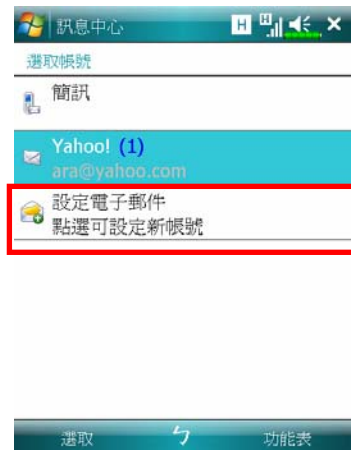 訊息中心
H H
選取帳號
簡訊
Yahoo! (1)
ara@yahoo.com
設定電子郵件
點選可設定新帳號
選取 ㄅ 功能表